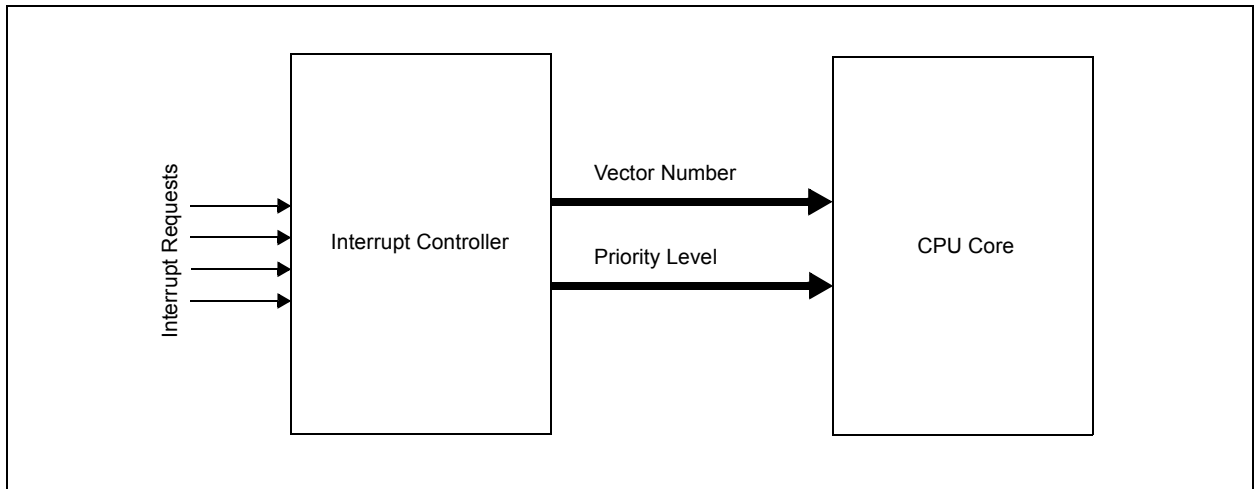 Interrupt Requests
Interrupt Controller
Vector Number
Priority Level
CPU Core